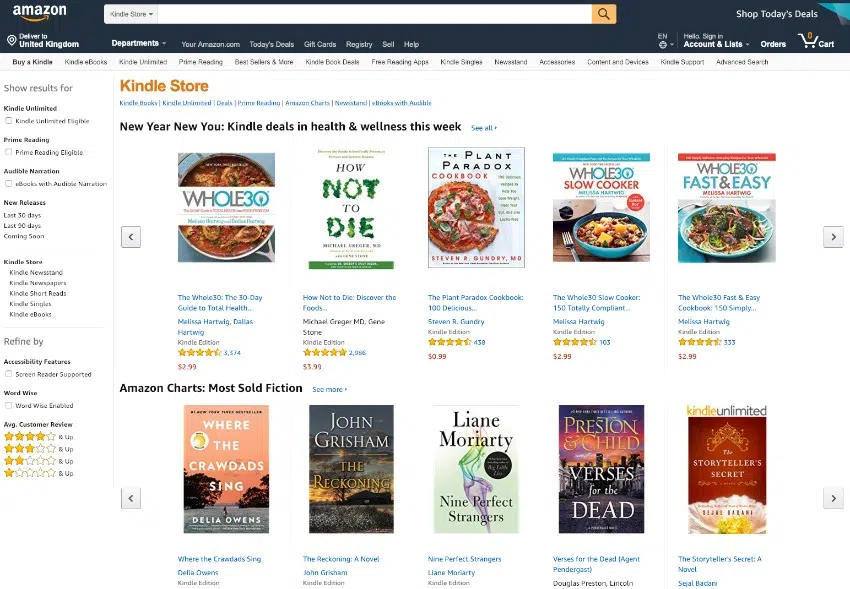 amazon
Kindle Store
Shop Today's Deals
Deliver to
United Kingdom
Departments
Your Amazon.com Today's Deals Gift Cards Registry Sell Help
EN
Hello. Sign in
Account & Lists
Orders
0
Cart
Buy a Kindle Kindle eBooks Kindle Unlimited Prime Reading Best Sellers & More Kindle Book Deals Free Reading Apps Kindle Singles Newsstand Accessories Content and Devices Kindle Support Advanced Search
Show results for
Kindle Unlimited
Kindle Unlimited Eligible
Prime Reading
Prime Reading Eligible
Audible Narration
eBooks with Audible Narration
New Releases
Last 30 days
Last 90 days
Coming Soon
Kindle Store
Kindle Newsstand
Kindle Newspapers
Kindle Short Reads
Kindle Singles
Kindle eBooks
Refine by
Accessibility Features
Screen Reader Supported
Word Wise
Word Wise Enabled
Avg. Customer Review
& Up
& Up
& Up
& Up
Kindle Store
Kindle Books | Kindle Unlimited | Deals | Prime Reading | Amazon Charts | Newsstand | eBooks with Audible
New Year New You: Kindle deals in health & wellness this week See all
WHOLE30
Melissa Hartwig
HOW
NOT
TO
DIE
MICHAEL GREGER, MD
THE PLANT
PARADOX
COOKBOOK
STEVEN R. GUNDRY, MD
WHOLE30
SLOW COOKER
MELISSA HARTWIG
WHOLE30
FAST & EASY
MELISSA HARTWIG
The Whole30: The 30-Day
Guide to Total Health...
Melissa Hartwig, Dallas
Hartwig
Kindle Edition
3,374
$2.99
How Not to Die: Discover the
Foods...
Michael Greger MD, Gene
Stone
Kindle Edition
2,986
$3.99
The Plant Paradox Cookbook:
100 Delicious...
Steven R. Gundry
Kindle Edition
438
$0.99
The Whole30 Slow Cooker:
150 Totally Compliant...
Melissa Hartwig
Kindle Edition
103
$2.99
The Whole30 Fast & Easy
Cookbook: 150 Simply...
Melissa Hartwig
Kindle Edition
333
$2.99
Amazon Charts: Most Sold Fiction See more
WHERE
THE
CRAWDADS
SING
DELIA OWENS
JOHN
GRISHAM
THE
RECKONING
Liane
Moriarty
Big Little
Lies
Nine Perfect
Strangers
PRESTON
& CHILD
VERSES
for the
DEAD
kindleunlimited
The
STORYTELLER'S
SECRET
SEJAL BADANI
Where the Crawdads Sing
Delia Owens
Kindle Edition
The Reckoning: A Novel
John Grisham
Kindle Edition
Nine Perfect Strangers
Liane Moriarty
Kindle Edition
Verses for the Dead (Agent
Pendergast)
Douglas Preston, Lincoln
The Storyteller's Secret: A
Novel
Sejal Badani